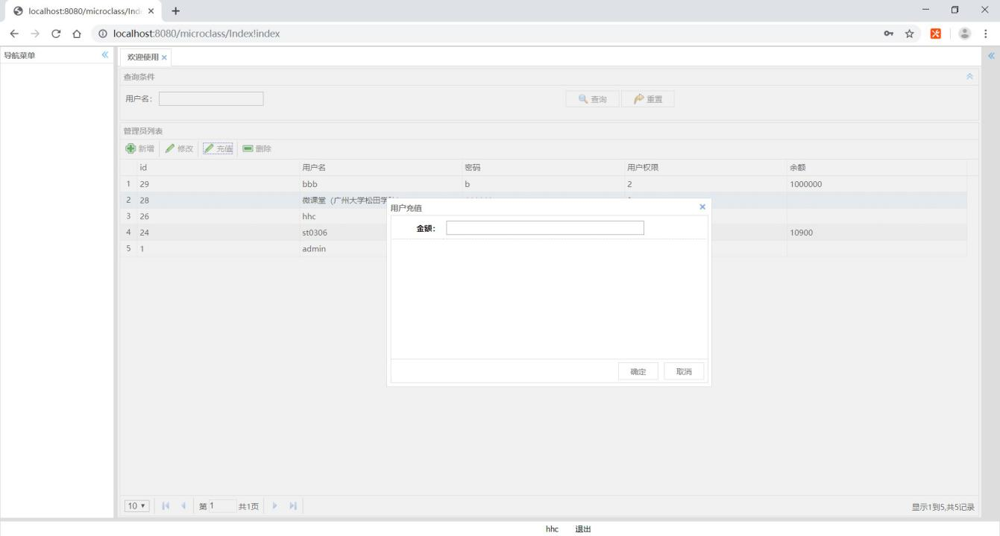 localhost:8080/microclass/Ind
localhost:8080/microclass/Index!index
导航菜单
欢迎使用
查询条件
用户名:
查询 重置
管理员列表
新增 修改 充值 删除
id 用户名 密码 用户权限 余额
1 29 bbb b 2 1000000
2 28 微课堂（广州大学松田学
3 26 hhc
4 24 st0306 10900
5 1 admin
用户充值
金额:
确定 取消
10 第 1 共1页 显示1到5,共5记录
hhc 退出